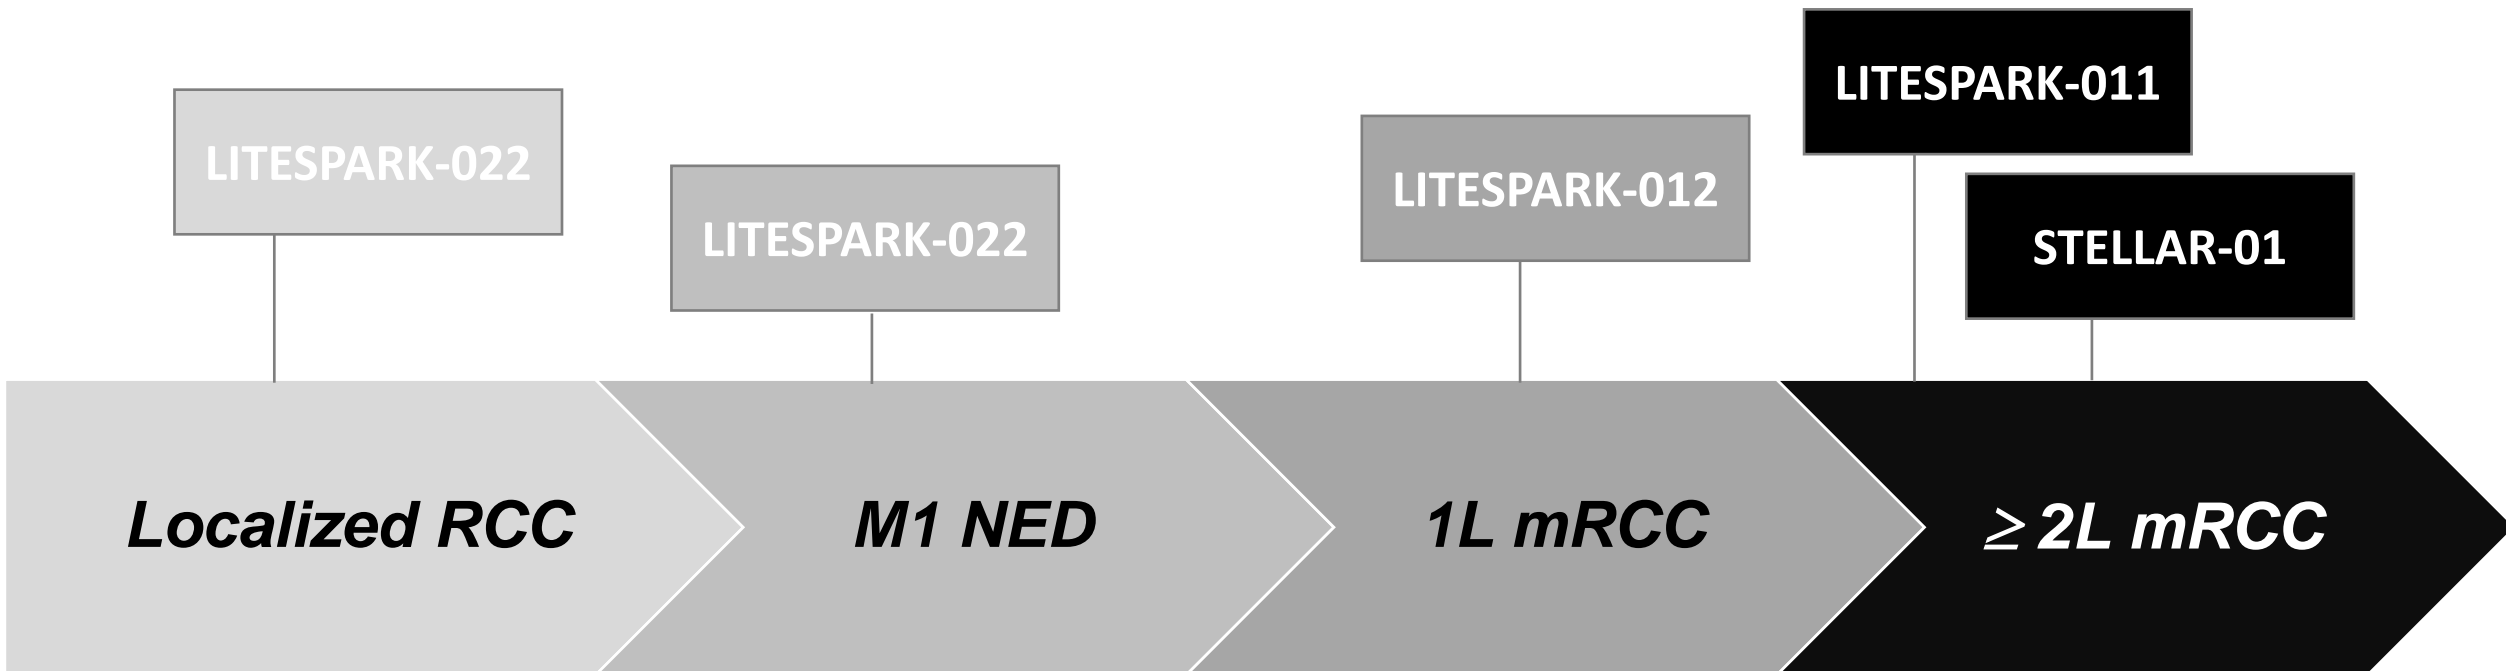 LITESPARK-022
LITESPARK-022
LITESPARK-012
LITESPARK-011
STELLAR-01
Localized RCC
M1 NED
1L mRCC
≥ 2L mRCC